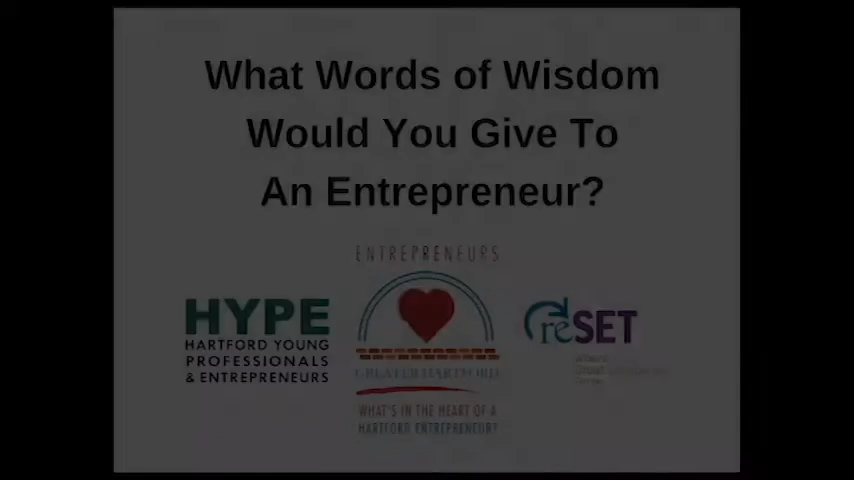 What Words of Wisdom
Would You Give To
An Entrepreneur?
ENTREPRENEURS
HYPE
HARTFORD YOUNG
PROFESSIONALS
& ENTREPRENEURS
GREATER HARTFORD
WHAT'S IN THE HEART OF A
HARTFORD ENTREPRENEUR?
reSET